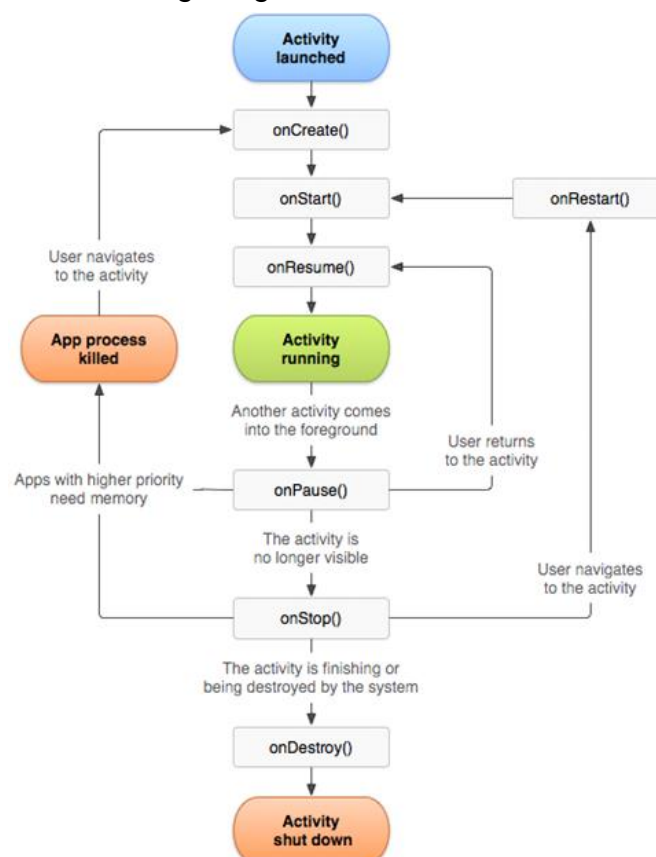 Activity
launched
onCreate()
onStart()
onRestart()
User navigates
to the activity
onResume()
App process
killed
Activity
running
Another activity comes
into the foreground
User returns
to the activity
Apps with higher priority
need memory
onPause()
The activity is
no longer visible
User navigates
to the activity
onStop()
The activity is finishing or
being destroyed by the system
onDestroy()
Activity
shut down